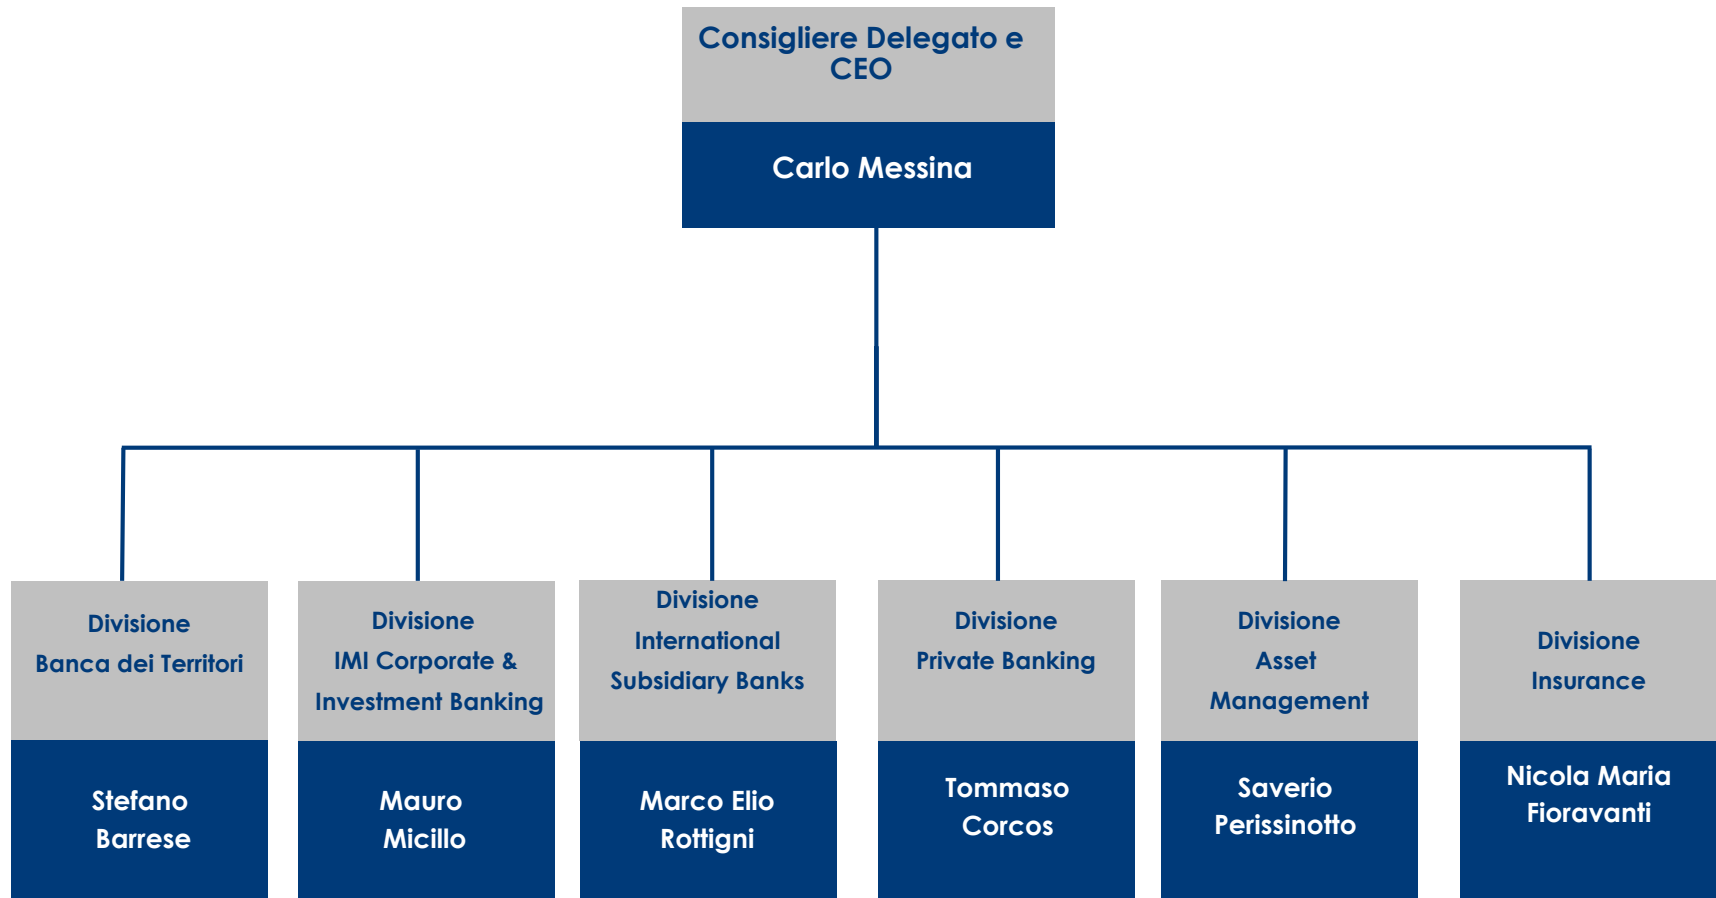 Consigliere Delegato e
CEO
Carlo Messina
Divisione
Banca dei Territori
Stefano
Barrese
Divisione
IMI Corporate &
Investment Banking
Mauro
Micillo
Divisione
International
Subsidiary Banks
Marco Elio
Rottigni
Divisione
Private Banking
Tommaso
Corcos
Divisione
Asset
Management
Saverio
Perissinotto
Divisione
Insurance
Nicola Maria
Fioravanti